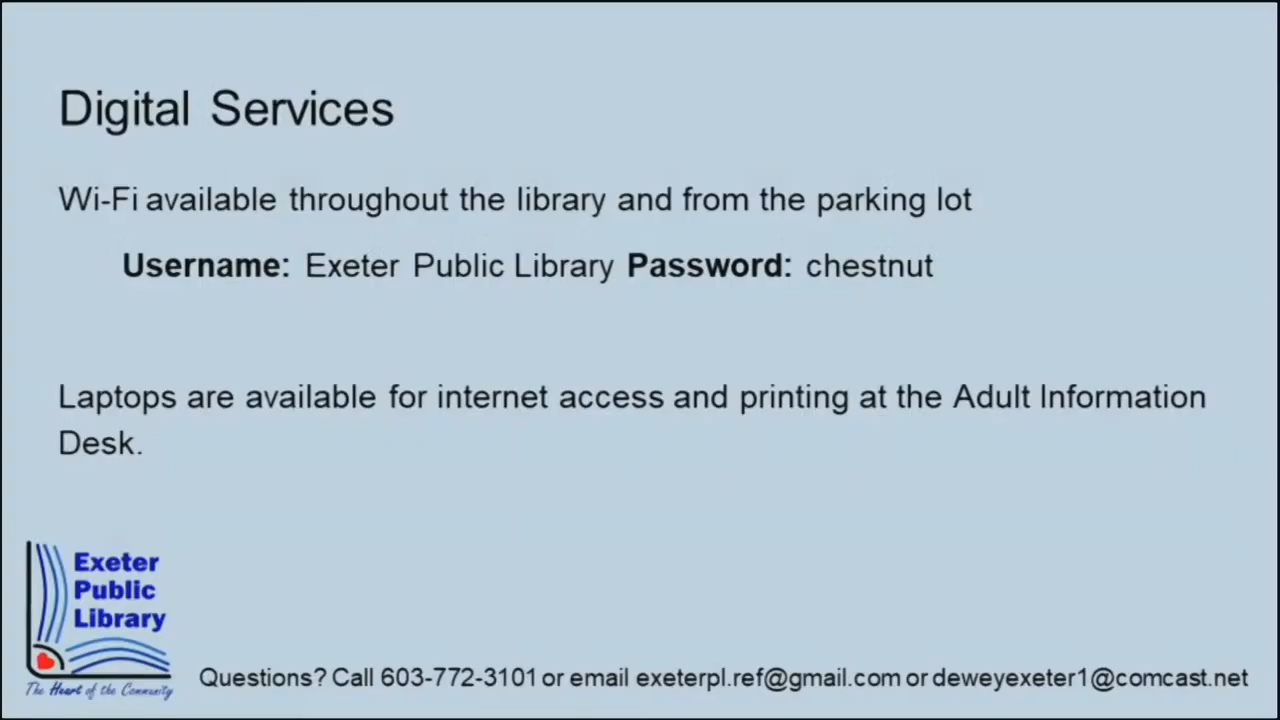 Digital Services
Wi-Fi available throughout the library and from the parking lot
Username: Exeter Public Library Password: chestnut
Laptops are available for internet access and printing at the Adult Information
Desk.
Exeter
Public
Library
The Heart of the Community
Questions? Call 603-772-3101 or email exeterpl.ref@gmail.com or deweyexeter1@comcast.net